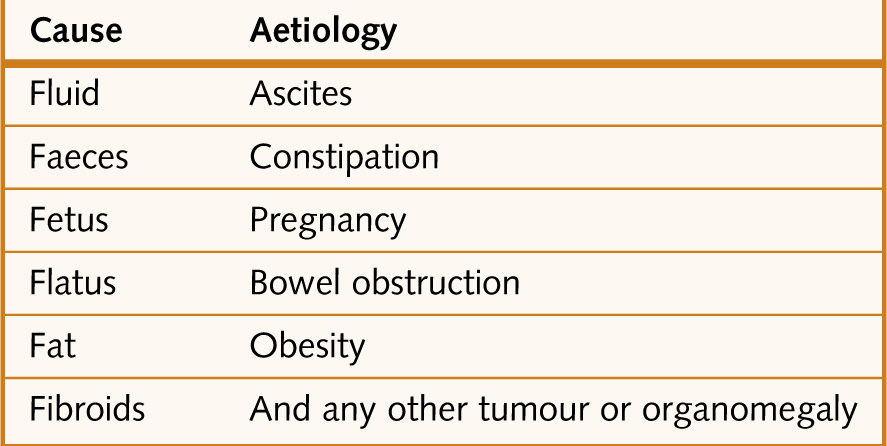 Cause Aetiology
Fluid Ascites
Faeces Constipation
Fetus Pregnancy
Flatus Bowel obstruction
Fat Obesity
Fibroids And any other tumour or organomegaly